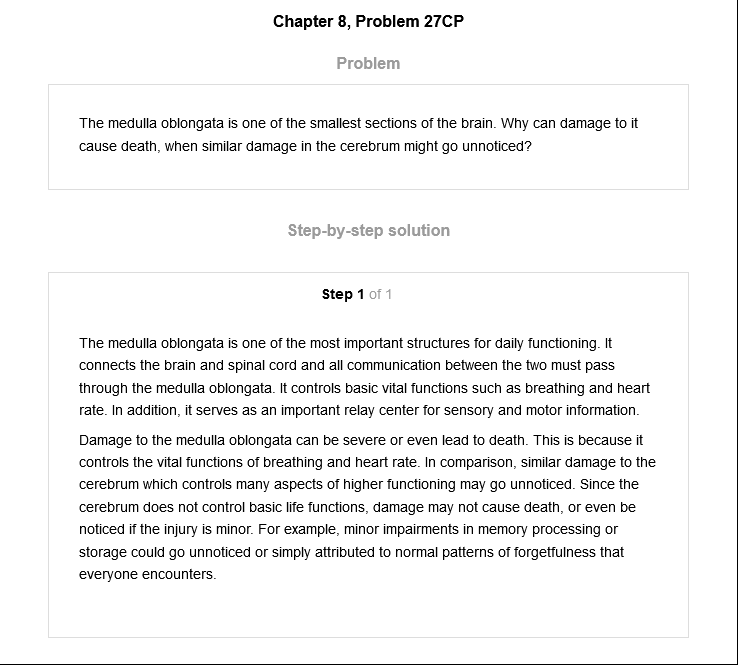 Chapter 8, Problem 27CP
Problem
The medulla oblongata is one of the smallest sections of the brain. Why can damage to it
cause death, when similar damage in the cerebrum might go unnoticed?
Step-by-step solution
Step 1 of 1
The medulla oblongata is one of the most important structures for daily functioning. It
connects the brain and spinal cord and all communication between the two must pass
through the medulla oblongata. It controls basic vital functions such as breathing and heart
rate. In addition, it serves as an important relay center for sensory and motor information.
Damage to the medulla oblongata can be severe or even lead to death. This is because it
controls the vital functions of breathing and heart rate. In comparison, similar damage to the
cerebrum which controls many aspects of higher functioning may go unnoticed. Since the
cerebrum does not control basic life functions, damage may not cause death, or even be
noticed if the injury is minor. For example, minor impairments in memory processing or
storage could go unnoticed or simply attributed to normal patterns of forgetfulness that
everyone encounters.